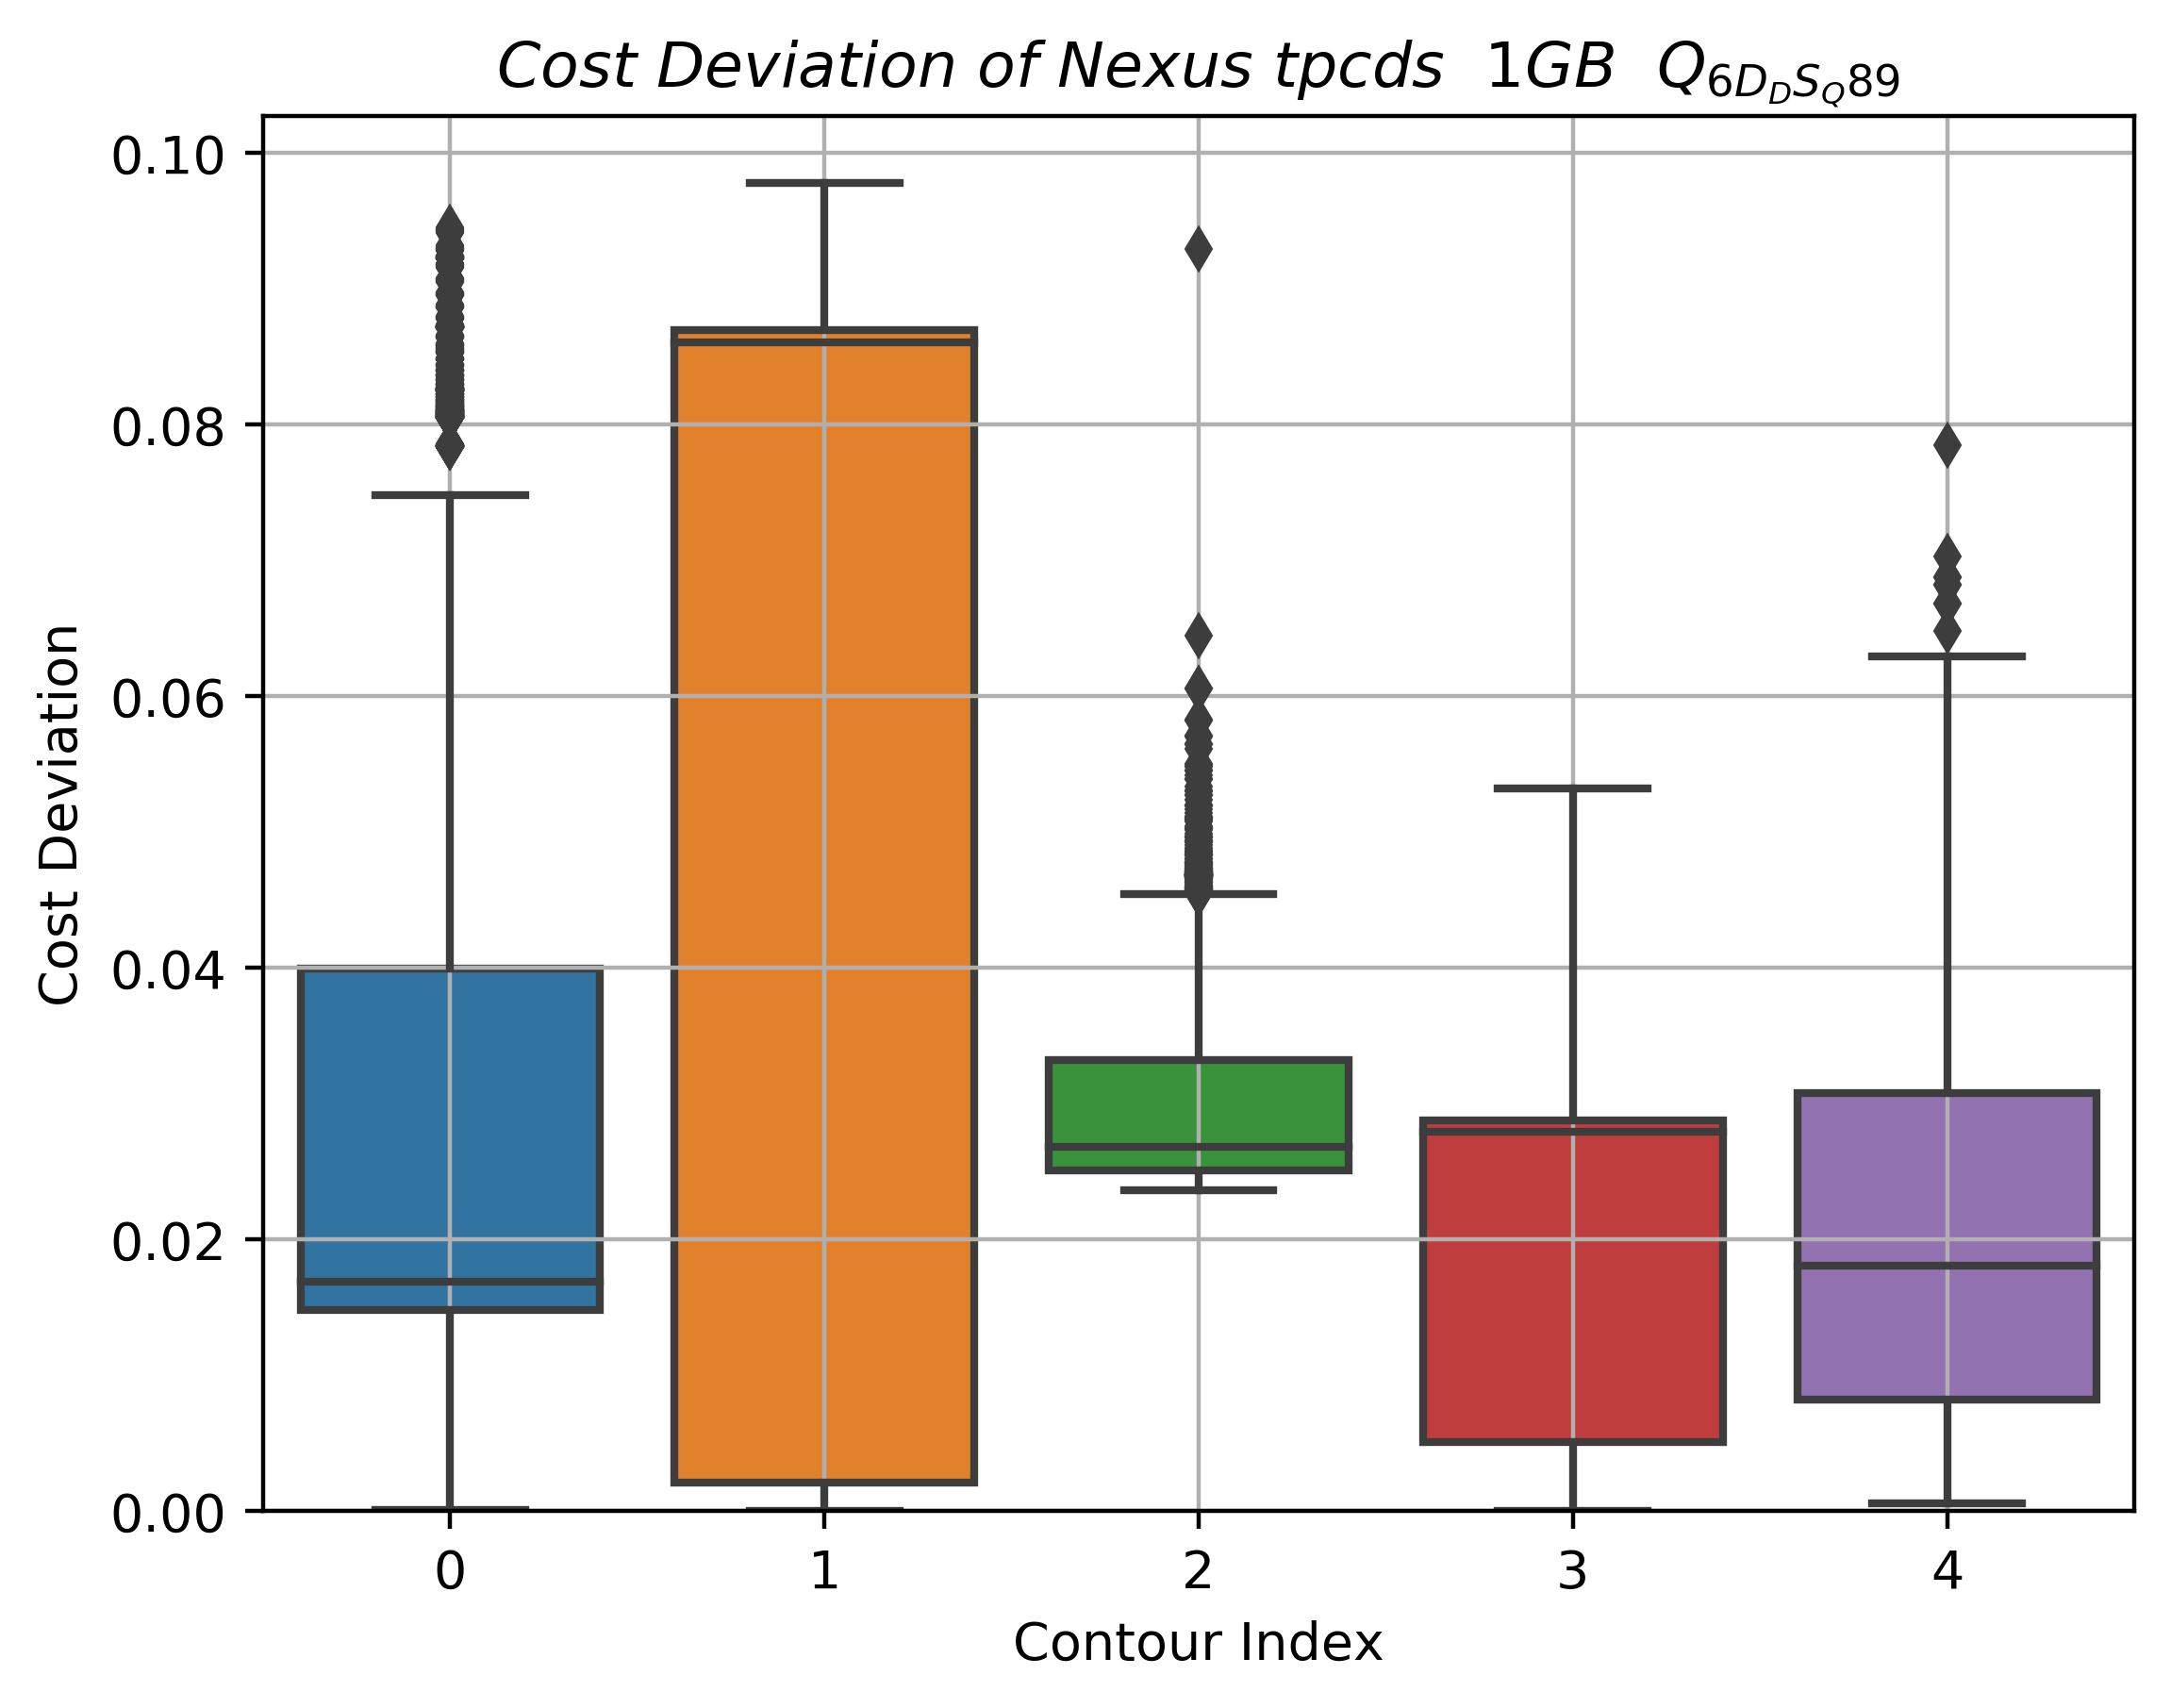 Cost Deviation of Nexus tpcds 1GB Q6DDSQ89
0.10
0.08
0.06
0.04
0.02
0.00
Cost Deviation
0 1 2 3 4
Contour Index